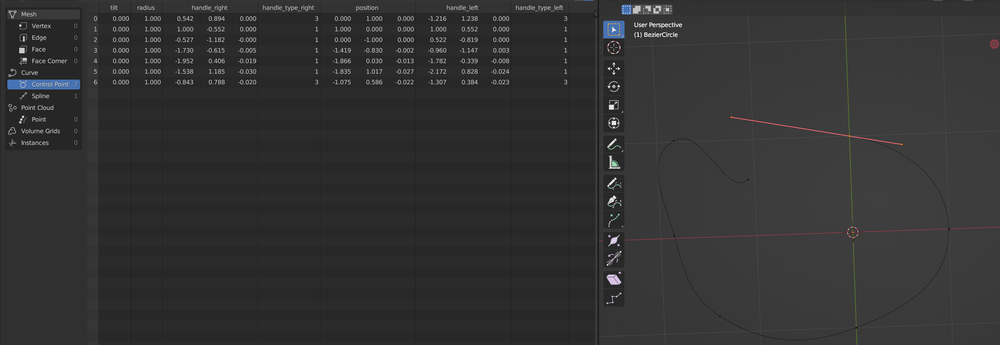 tilt radius handle_right handle_type_right position handle_left handle_type_left
0 0.000 1.000 0.542 0.894 0.000 3 0.000 1.000 0.000 -1.216 1.238 0.000 3
1 0.000 1.000 1.000 -0.552 0.000 1 1.000 0.000 0.000 1.000 0.552 0.000 1
2 0.000 1.000 -0.527 -1.182 -0.000 1 0.000 -1.000 0.000 0.522 -0.819 0.000 1
3 0.000 1.000 -1.730 -0.615 -0.005 1 -1.419 -0.830 -0.002 -0.960 -1.147 0.003 1
4 0.000 1.000 -1.952 0.406 -0.019 1 -1.866 0.030 -0.013 -1.782 -0.339 -0.008 1
5 0.000 1.000 -1.538 1.185 -0.030 1 -1.835 1.017 -0.027 -2.172 0.828 -0.024 1
6 0.000 1.000 -0.843 0.788 -0.020 3 -1.075 0.586 -0.022 -1.307 0.384 -0.023 3
Mesh
Vertex 0
Edge 0
Face 0
Face Corner 0
Curve
Control Point 7
Spline 1
Point Cloud
Point 0
Volume Grids 0
Instances 0
User Perspective
(1) BezierCircle